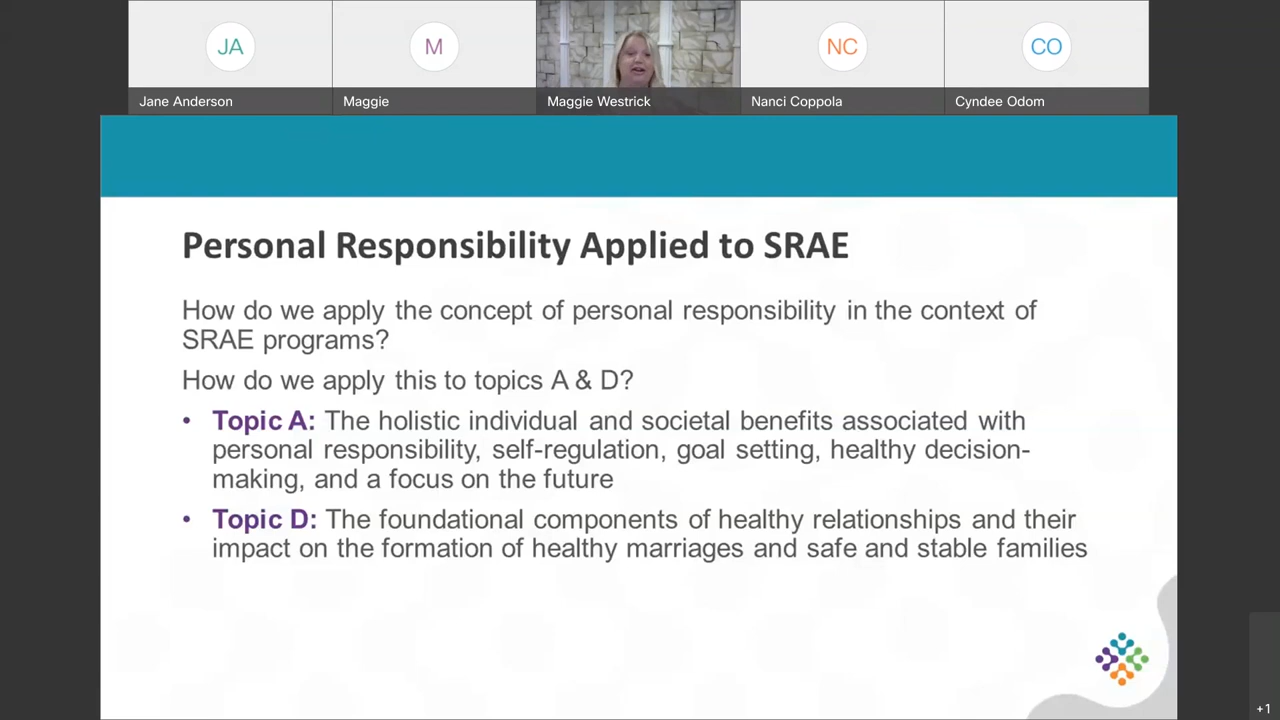 JA
M
NC
CO
Jane Anderson
Maggie
Maggie Westrick
Nanci Coppola
Cyndee Odom
Personal Responsibility Applied to SRAE
How do we apply the concept of personal responsibility in the context of
SRAE programs?
How do we apply this to topics A & D?
• Topic A: The holistic individual and societal benefits associated with
personal responsibility, self-regulation, goal setting, healthy decision-
making, and a focus on the future
• Topic D: The foundational components of healthy relationships and their
impact on the formation of healthy marriages and safe and stable families
+1